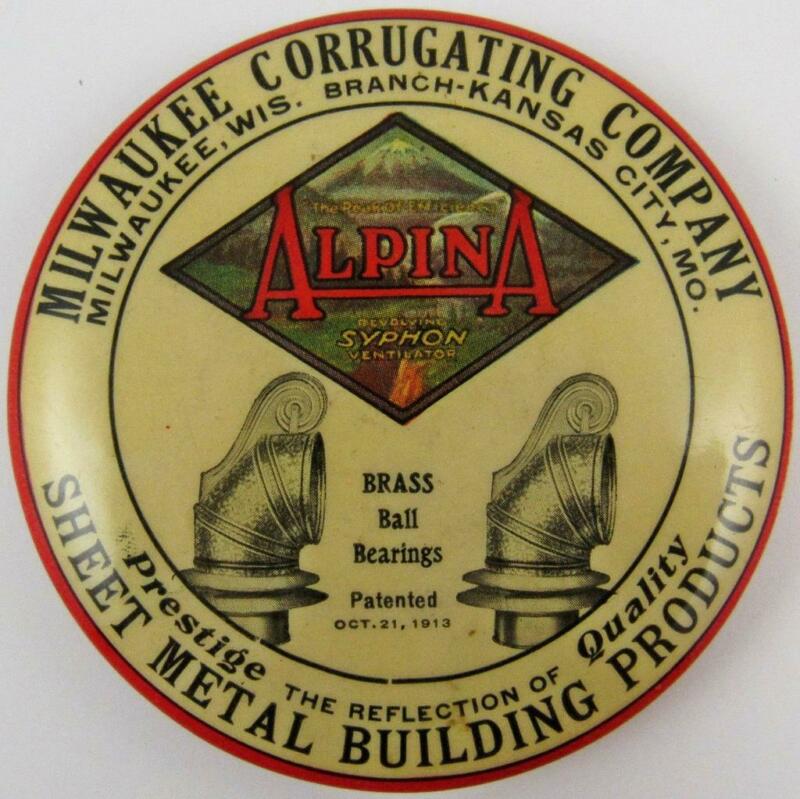 MILWAUKEE CORRUGATING COMPANY
MILWAUKEE, WIS. BRANCH-KANSAS CITY, MO.
The Peak Of Efficiency
ALPINA
REVOLVING
SYPHON
VENTILATOR
BRASS
Ball
Bearings
Patented
OCT. 21, 1913
Prestige THE REFLECTION OF Quality
SHEET METAL BUILDING PRODUCTS